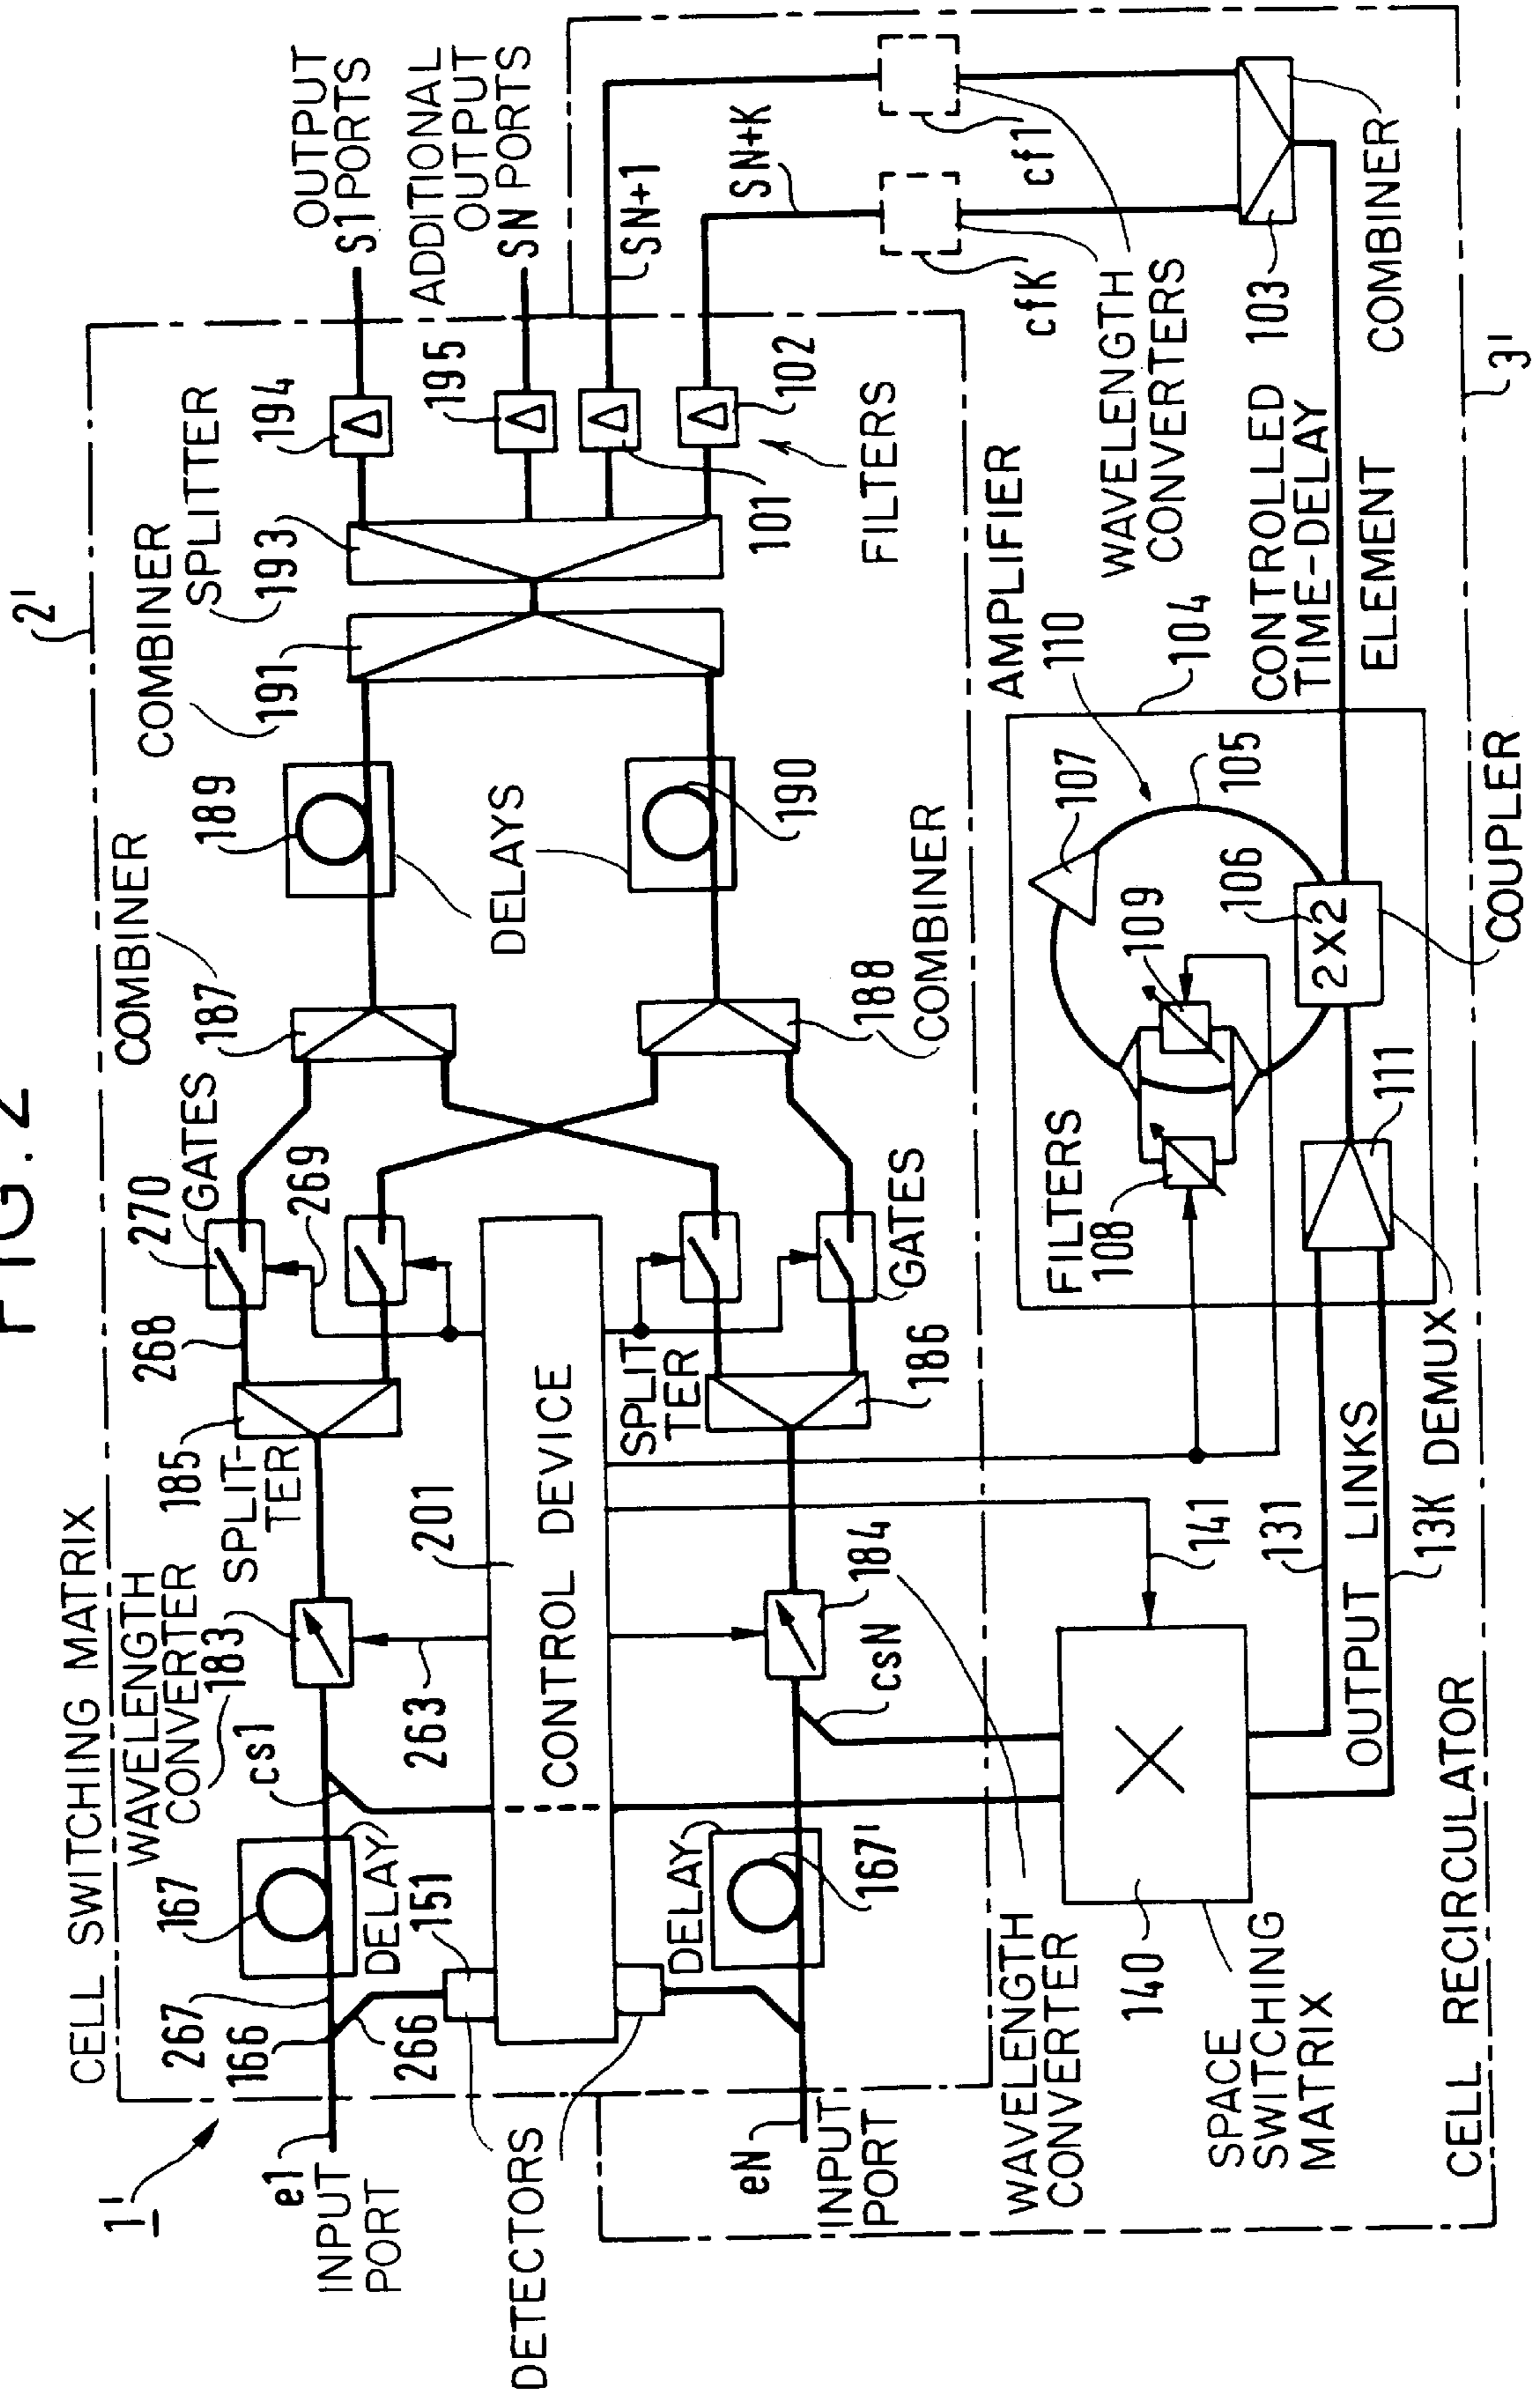 FIG. 2
1'
2'
CELL SWITCHING MATRIX
e1
INPUT
PORT
166
267
266
167
DELAY
151
DETECTORS
cs1
WAVELENGTH
CONVERTER
183
263
SPLIT-
TER
185
268
270
GATES
269
COMBINER
187
189
DELAYS
COMBINER
191
SPLITTER
193
194
OUTPUT
S1 PORTS
ADDITIONAL
OUTPUT
SN PORTS
195
101
102
FILTERS
SN+1
SN+K
201
CONTROL DEVICE
eN
INPUT
PORT
DELAY
167'
csN
184
WAVELENGTH
CONVERTER
SPLIT
TER
186
GATES
188
COMBINER
190
AMPLIFIER
110
104
107
105
109
106
2X2
FILTERS
108
111
COUPLER
CONTROLLED
TIME-DELAY
ELEMENT
WAVELENGTH
CONVERTERS
cfK
cf1
103
COMBINER
3'
140
SPACE
SWITCHING
MATRIX
141
131
OUTPUT LINKS
13K
DEMUX
CELL RECIRCULATOR